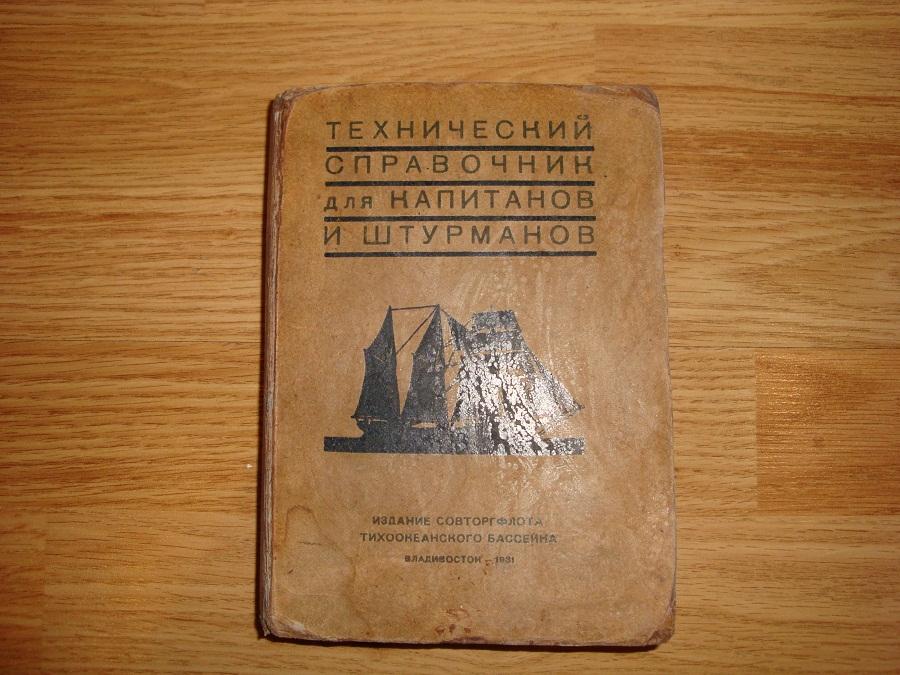 ТЕХНИЧЕСКИЙ
СПРАВОЧНИК
для КАПИТАНОВ
И ШТУРМАНОВ
ИЗДАНИЕ СОВТОРГФЛОТА
ТИХООКЕАНСКОГО БАССЕЙНА
ВЛАДИВОСТОК — 1931